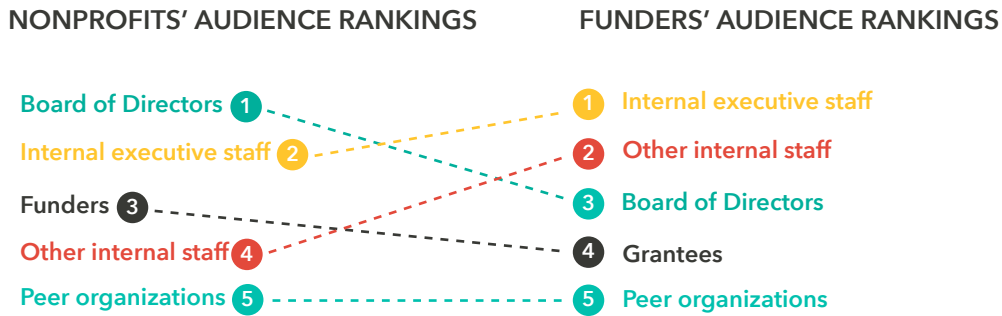 NONPROFITS’ AUDIENCE RANKINGS
FUNDERS’ AUDIENCE RANKINGS
Board of Directors 1
Internal executive staff 2
Funders 3
Other internal staff 4
Peer organizations 5
1 Internal executive staff
2 Other internal staff
3 Board of Directors
4 Grantees
5 Peer organizations